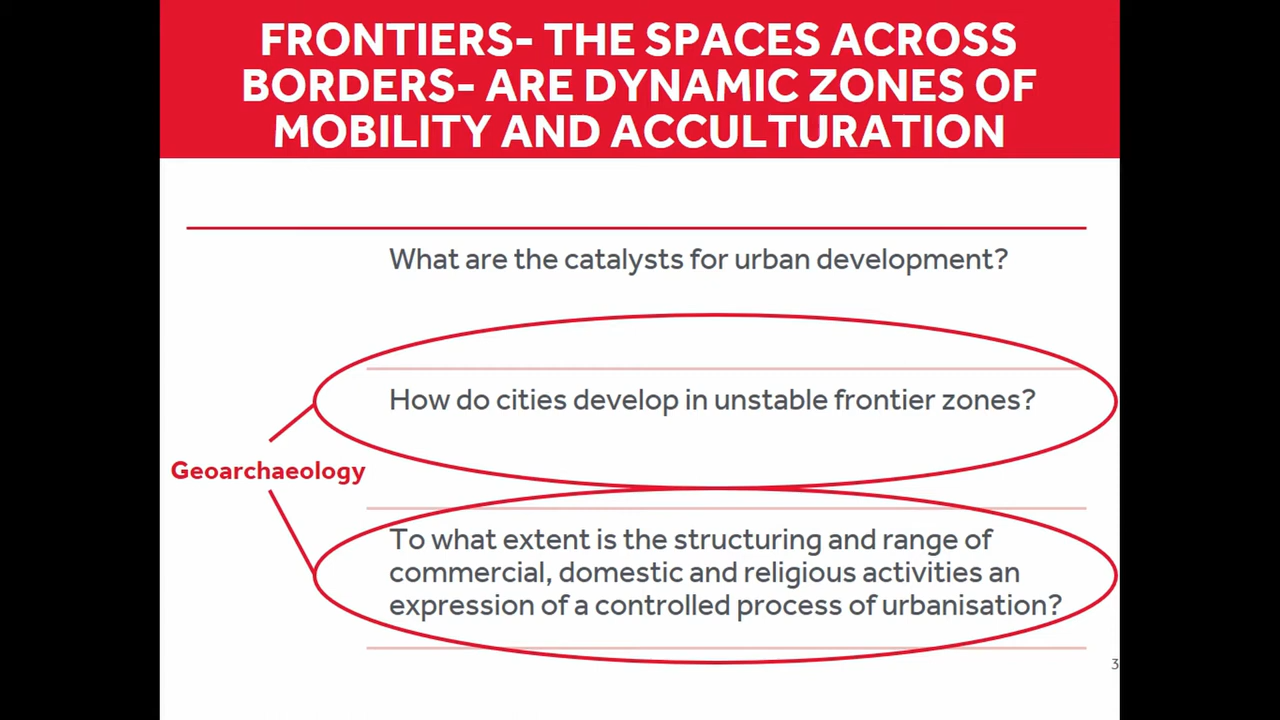 FRONTIERS- THE SPACES ACROSS
BORDERS- ARE DYNAMIC ZONES OF
MOBILITY AND ACCULTURATION
What are the catalysts for urban development?
How do cities develop in unstable frontier zones?
Geoarchaeology
To what extent is the structuring and range of
commercial, domestic and religious activities an
expression of a controlled process of urbanisation?
3